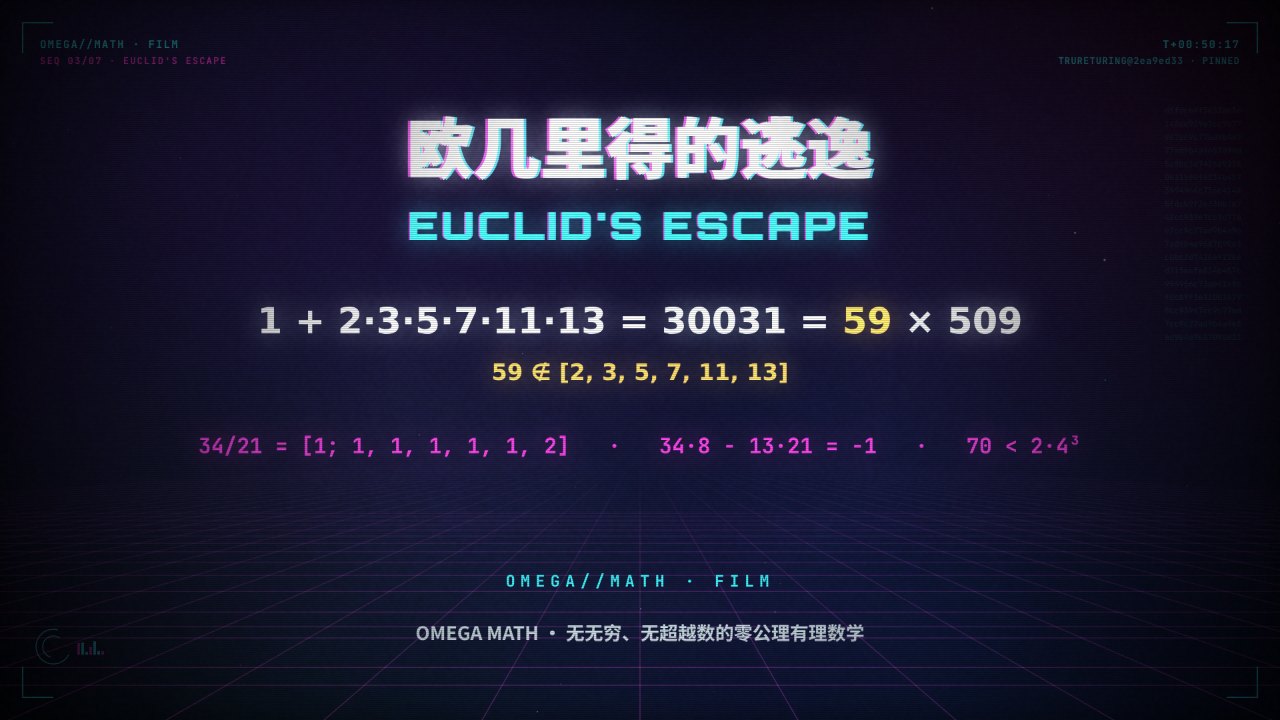 OMEGA//MATH · FILM
SEQ 03/07 · EUCLID'S ESCAPE
T+00:50:17
TRURETURING@2ea9ed33 · PINNED
欧几里得的逃逸
EUCLID'S ESCAPE
1 + 2·3·5·7·11·13 = 30031 = 59 × 509
59 ∉ [2, 3, 5, 7, 11, 13]
34/21 = [1; 1, 1, 1, 1, 1, 2] · 34·8 - 13·21 = -1 · 70 < 2·4³
OMEGA//MATH · FILM
OMEGA MATH · 无无穷、无超越数的零公理有理数学